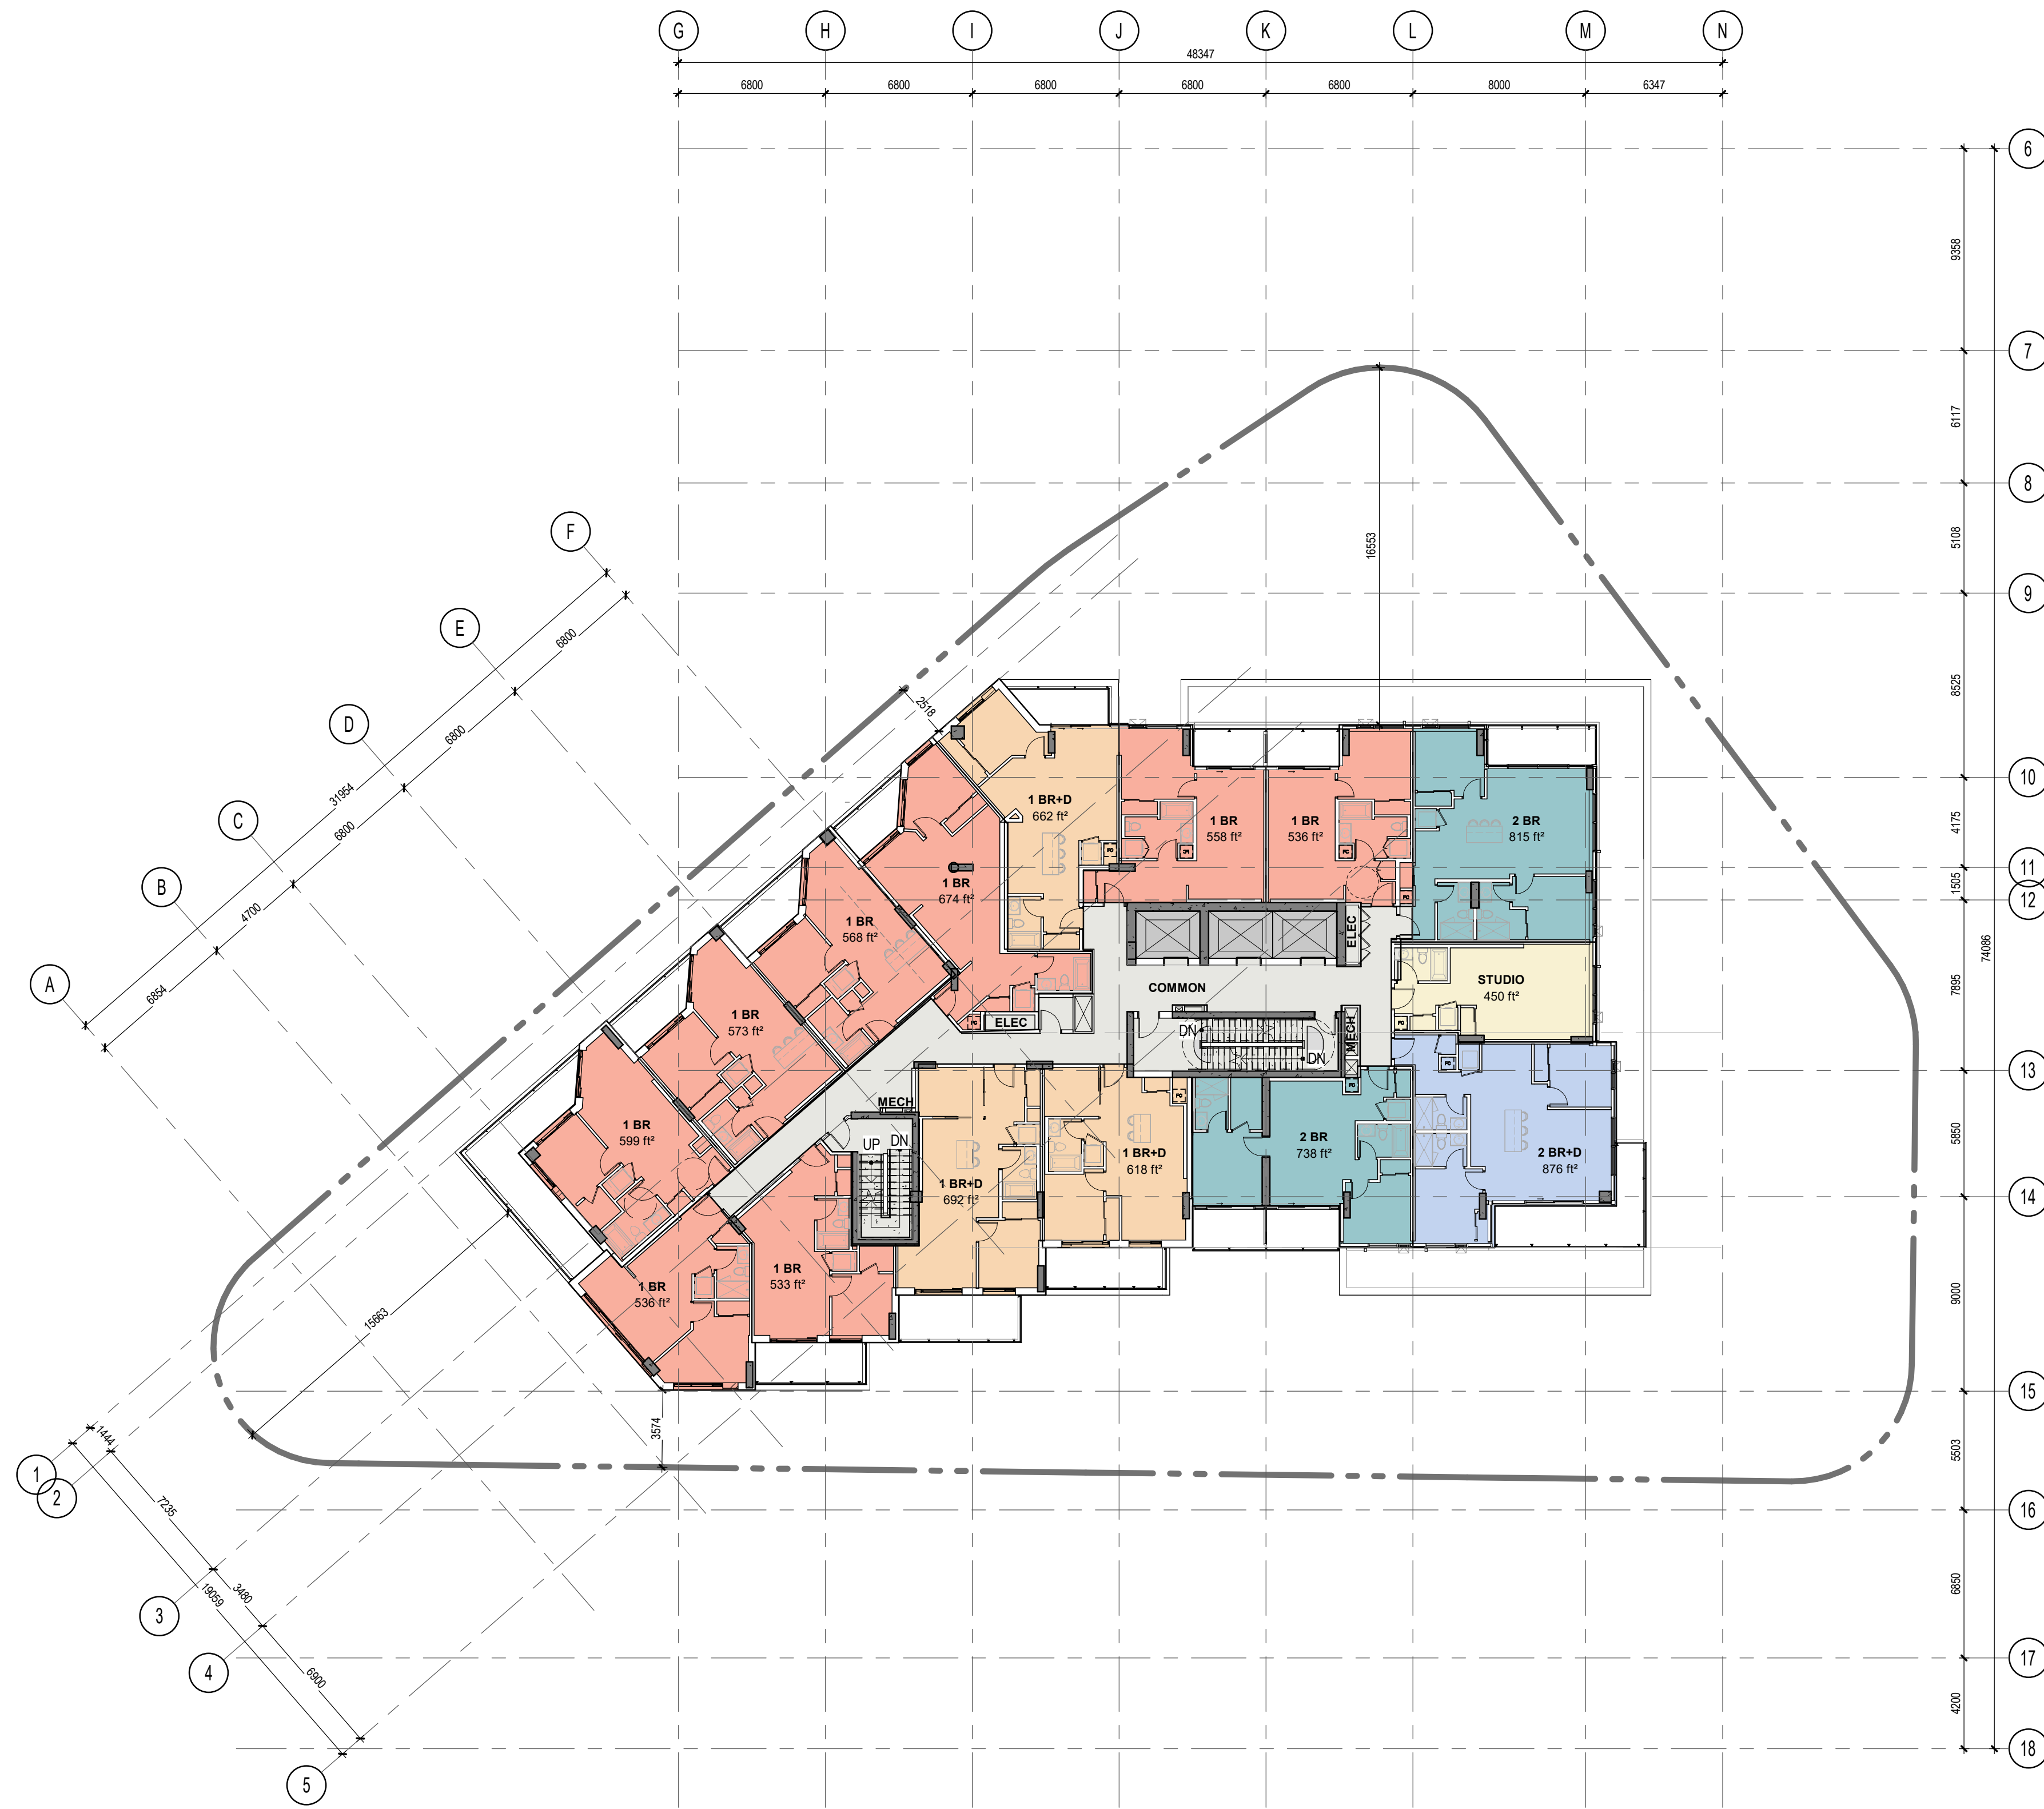 G
H
I
J
K
L
M
N
48347
6800
6800
6800
6800
6800
8000
6347
6
7
8
9
10
11
12
13
14
15
16
17
18
9358
6117
5108
8525
4175
1505
7895
5850
9000
5503
6850
4200
74086
F
E
D
C
B
A
31954
6800
6800
6800
4700
6854
16553
2518
15663
3574
1
2
3
4
5
1444
7235
3480
6900
19059
1 BR+D
662 ft²
1 BR
558 ft²
1 BR
536 ft²
2 BR
815 ft²
1 BR
674 ft²
1 BR
568 ft²
1 BR
573 ft²
1 BR
599 ft²
1 BR
536 ft²
1 BR
533 ft²
1 BR+D
692 ft²
1 BR+D
618 ft²
2 BR
738 ft²
2 BR+D
876 ft²
STUDIO
450 ft²
COMMON
ELEC
ELEC
MECH
MECH
DN
DN
UP
DN